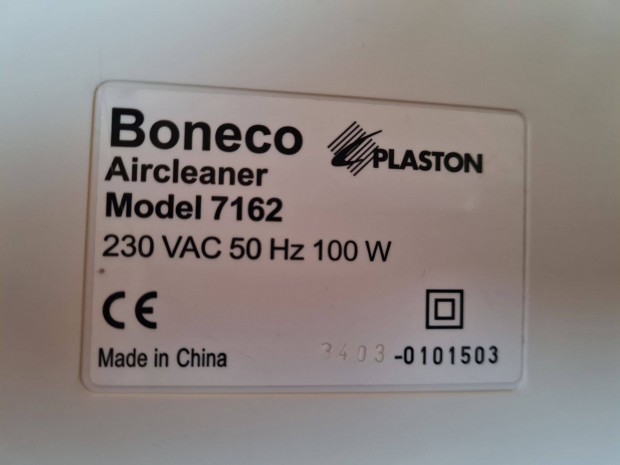 Boneco
PLASTON
Aircleaner
Model 7162
230 VAC 50 Hz 100 W
CE
Made in China
3403-0101503